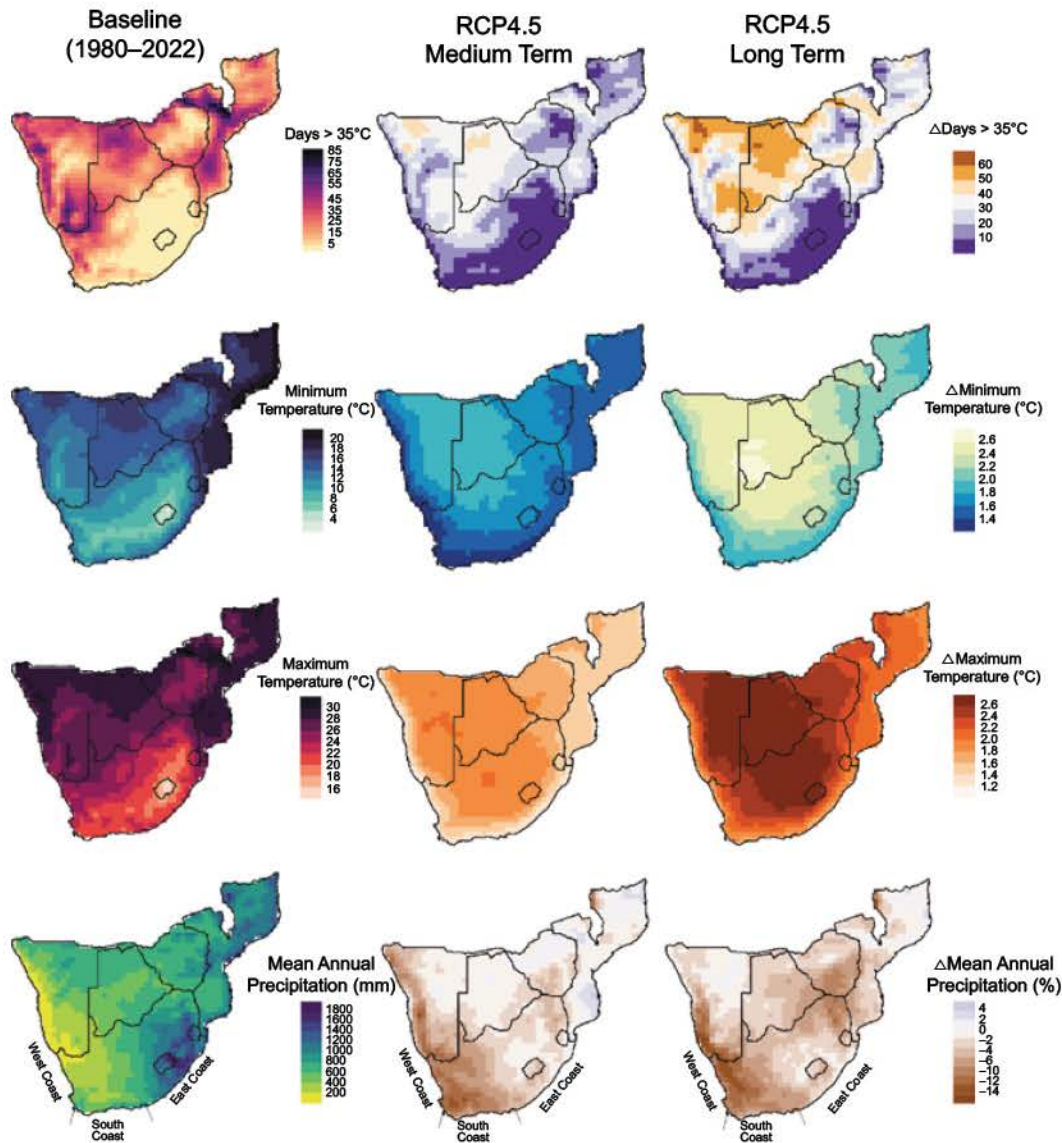 Baseline
(1980–2022)
RCP4.5
Medium Term
RCP4.5
Long Term
Days > 35°C
85
75
65
55
45
35
25
15
5
△Days > 35°C
60
50
40
30
20
10
Minimum
Temperature (°C)
20
18
16
14
12
10
8
6
4
△Minimum
Temperature (°C)
2.6
2.4
2.2
2.0
1.8
1.6
1.4
Maximum
Temperature (°C)
30
28
26
24
22
20
18
16
△Maximum
Temperature (°C)
2.6
2.4
2.2
2.0
1.8
1.6
1.4
1.2
Mean Annual
Precipitation (mm)
1800
1600
1400
1200
1000
800
600
400
200
△Mean Annual
Precipitation (%)
4
2
0
−2
−4
−6
−8
−10
−12
−14
West Coast
South
Coast
East Coast
West Coast
South
Coast
East Coast
West Coast
South
Coast
East Coast